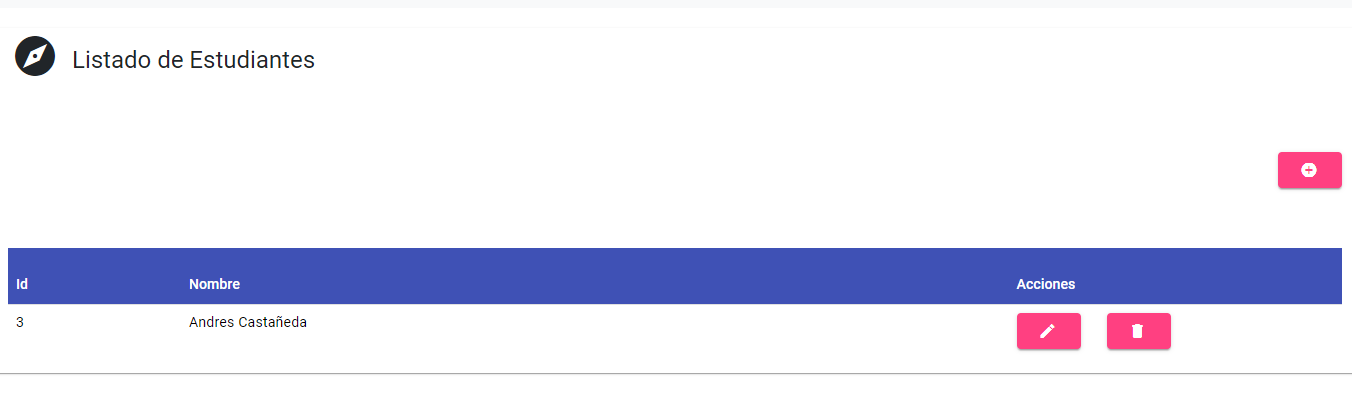 Listado de Estudiantes
Id Nombre Acciones
3 Andres Castañeda